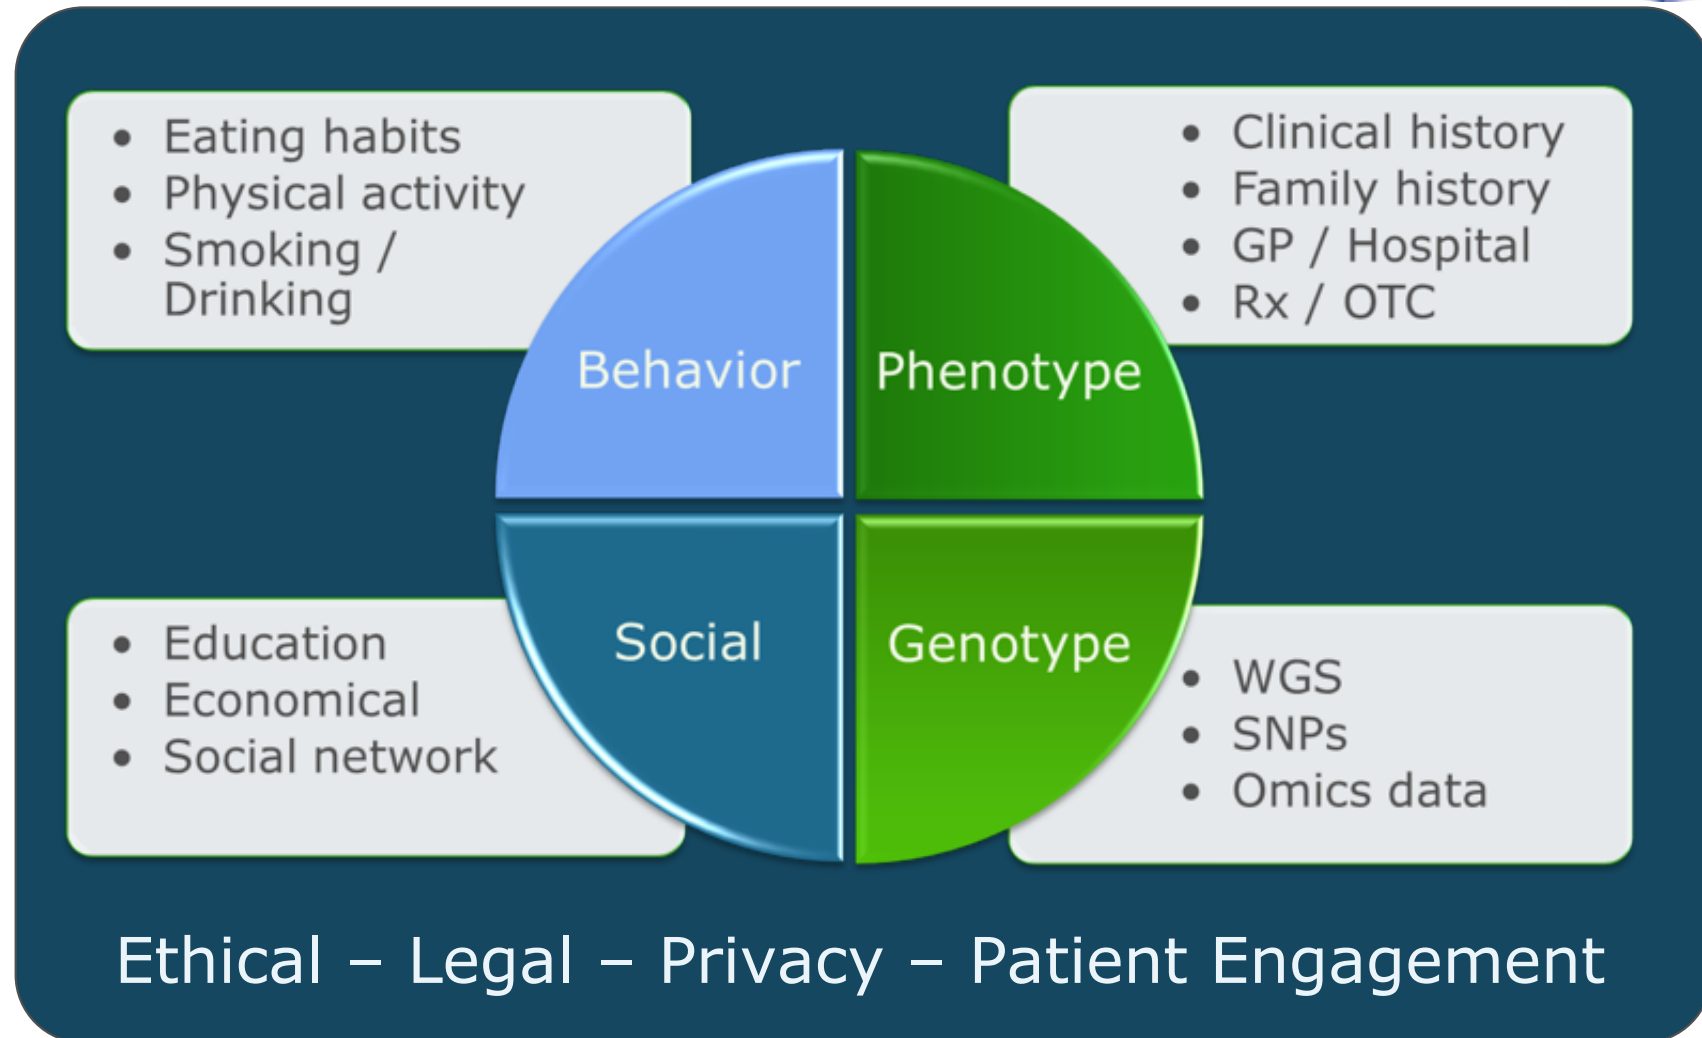 • Eating habits
• Physical activity
• Smoking /
Drinking
• Clinical history
• Family history
• GP / Hospital
• Rx / OTC
Behavior
Phenotype
Social
Genotype
• Education
• Economical
• Social network
• WGS
• SNPs
• Omics data
Ethical – Legal – Privacy – Patient Engagement